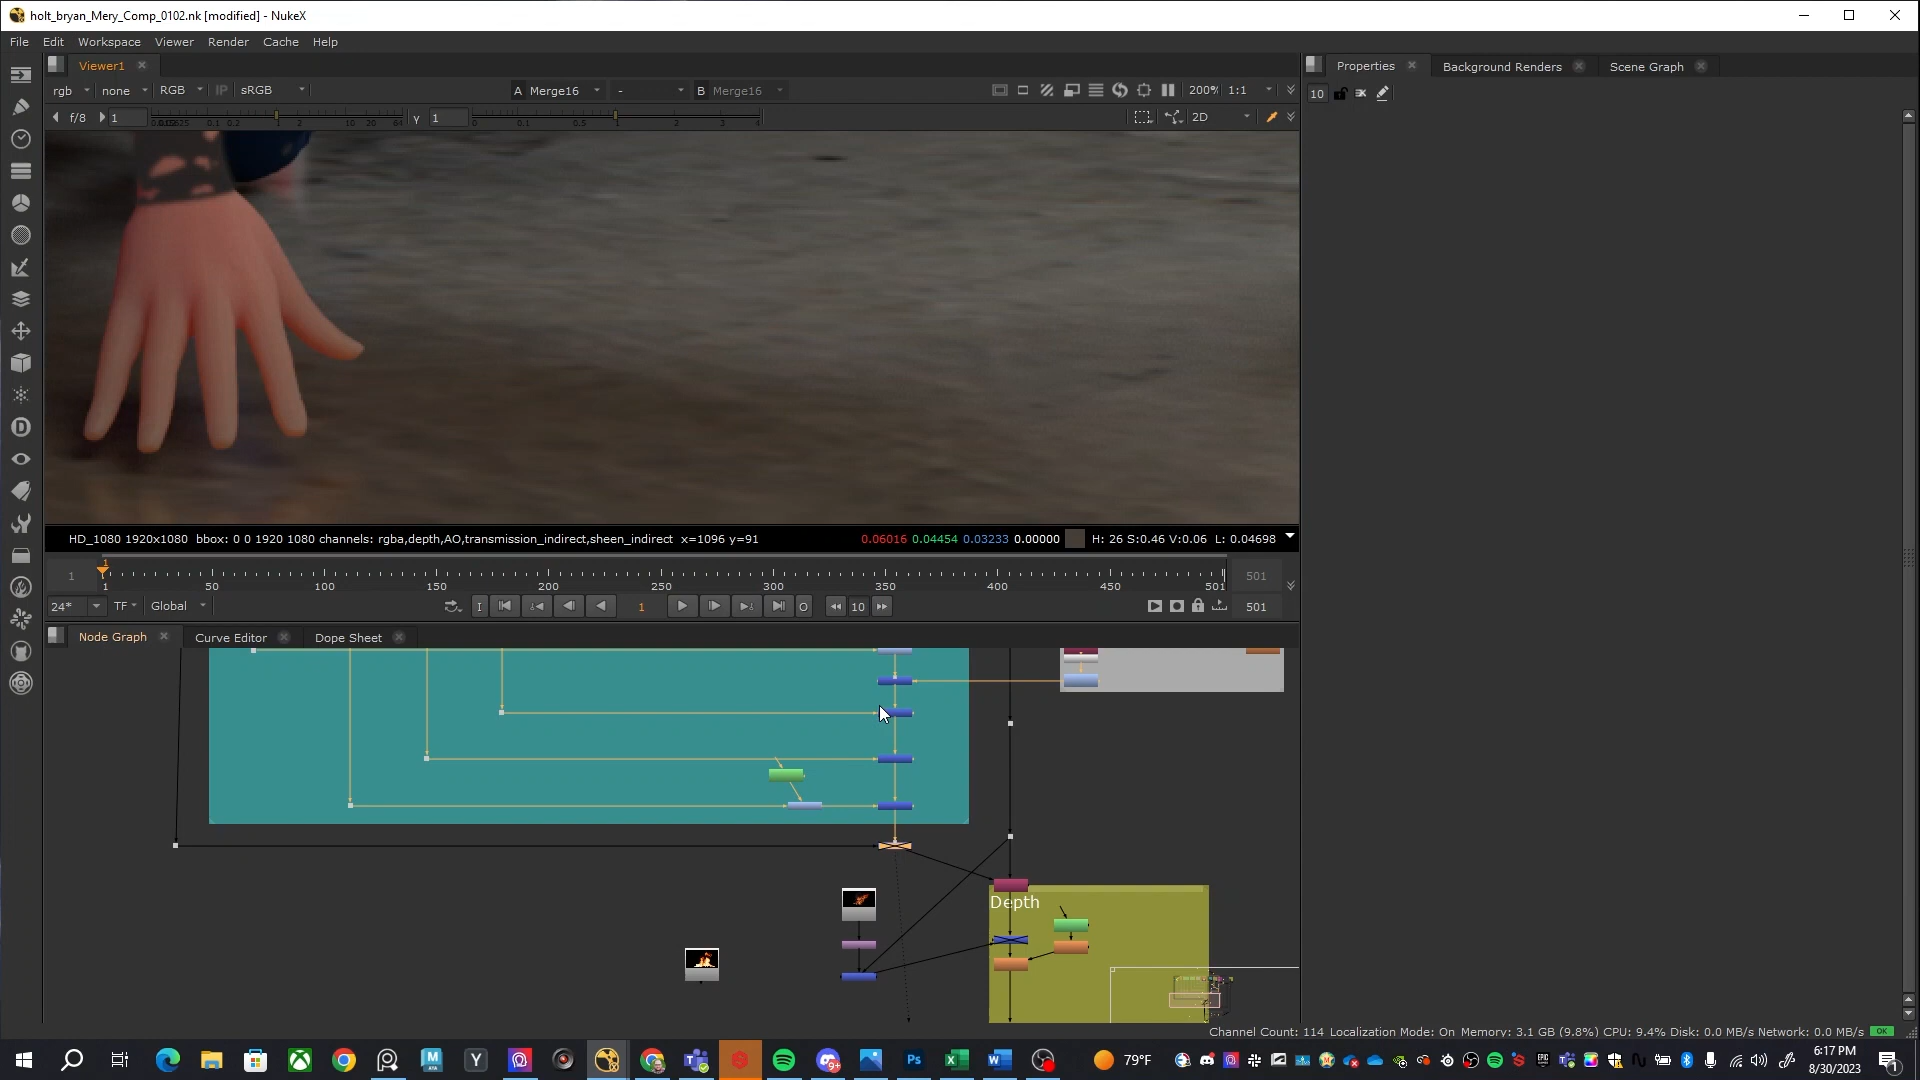 holt_bryan_Mery_Comp_0102.nk [modified] - NukeX
File Edit Workspace Viewer Render Cache Help
Viewer1
Properties Background Renders Scene Graph
rgb none RGB IP sRGB A Merge16 - B Merge16 200% 1:1
10
f/8 1 γ 1 2D
HD_1080 1920x1080 bbox: 0 0 1920 1080 channels: rgba,depth,AO,transmission_indirect,sheen_indirect x=1096 y=91 0.06016 0.04454 0.03233 0.00000 H: 26 S:0.46 V:0.06 L: 0.04698
1
1 1 50 100 150 200 250 300 350 400 450 501 501
24* TF Global I 1 O 10 501
Node Graph Curve Editor Dope Sheet
Depth
Channel Count: 114 Localization Mode: On Memory: 3.1 GB (9.8%) CPU: 9.4% Disk: 0.0 MB/s Network: 0.0 MB/s OK
79°F
6:17 PM
8/30/2023